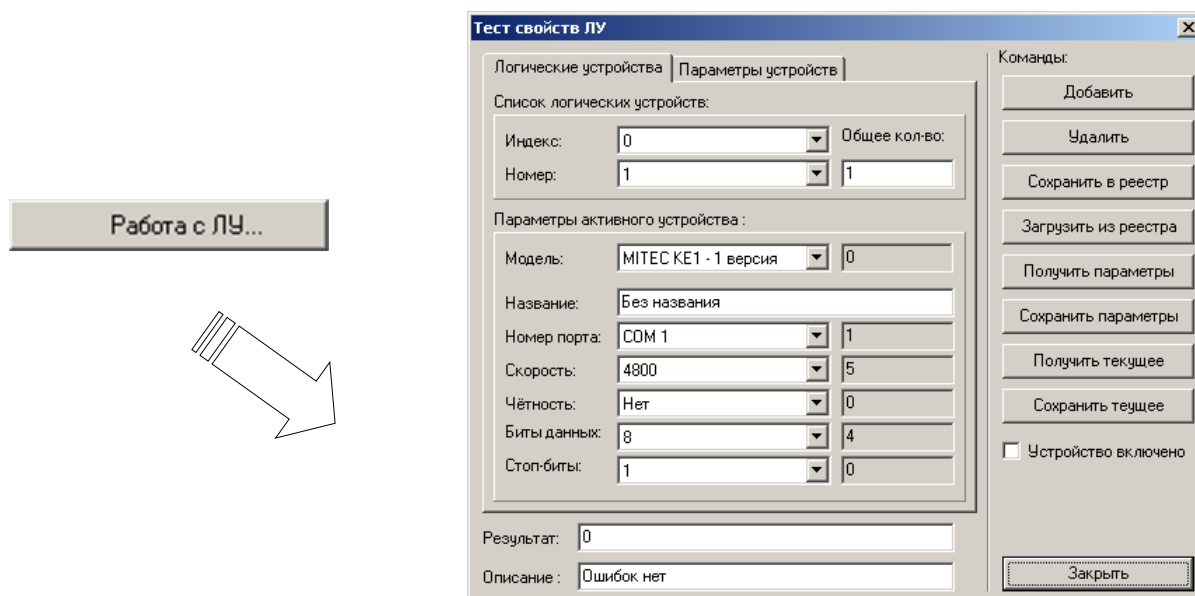 Работа с ЛУ...
Тест свойств ЛУ
Логические устройства
Параметры устройств
Список логических устройств:
Индекс:
0
Общее кол-во:
Номер:
1
1
Параметры активного устройства :
Модель:
MITEC KE1 - 1 версия
0
Название:
Без названия
Номер порта:
COM 1
1
Скорость:
4800
5
Чётность:
Нет
0
Биты данных:
8
4
Стоп-биты:
1
0
Результат:
0
Описание :
Ошибок нет
Команды:
Добавить
Удалить
Сохранить в реестр
Загрузить из реестра
Получить параметры
Сохранить параметры
Получить текущее
Сохранить теущее
Устройство включено
Закрыть